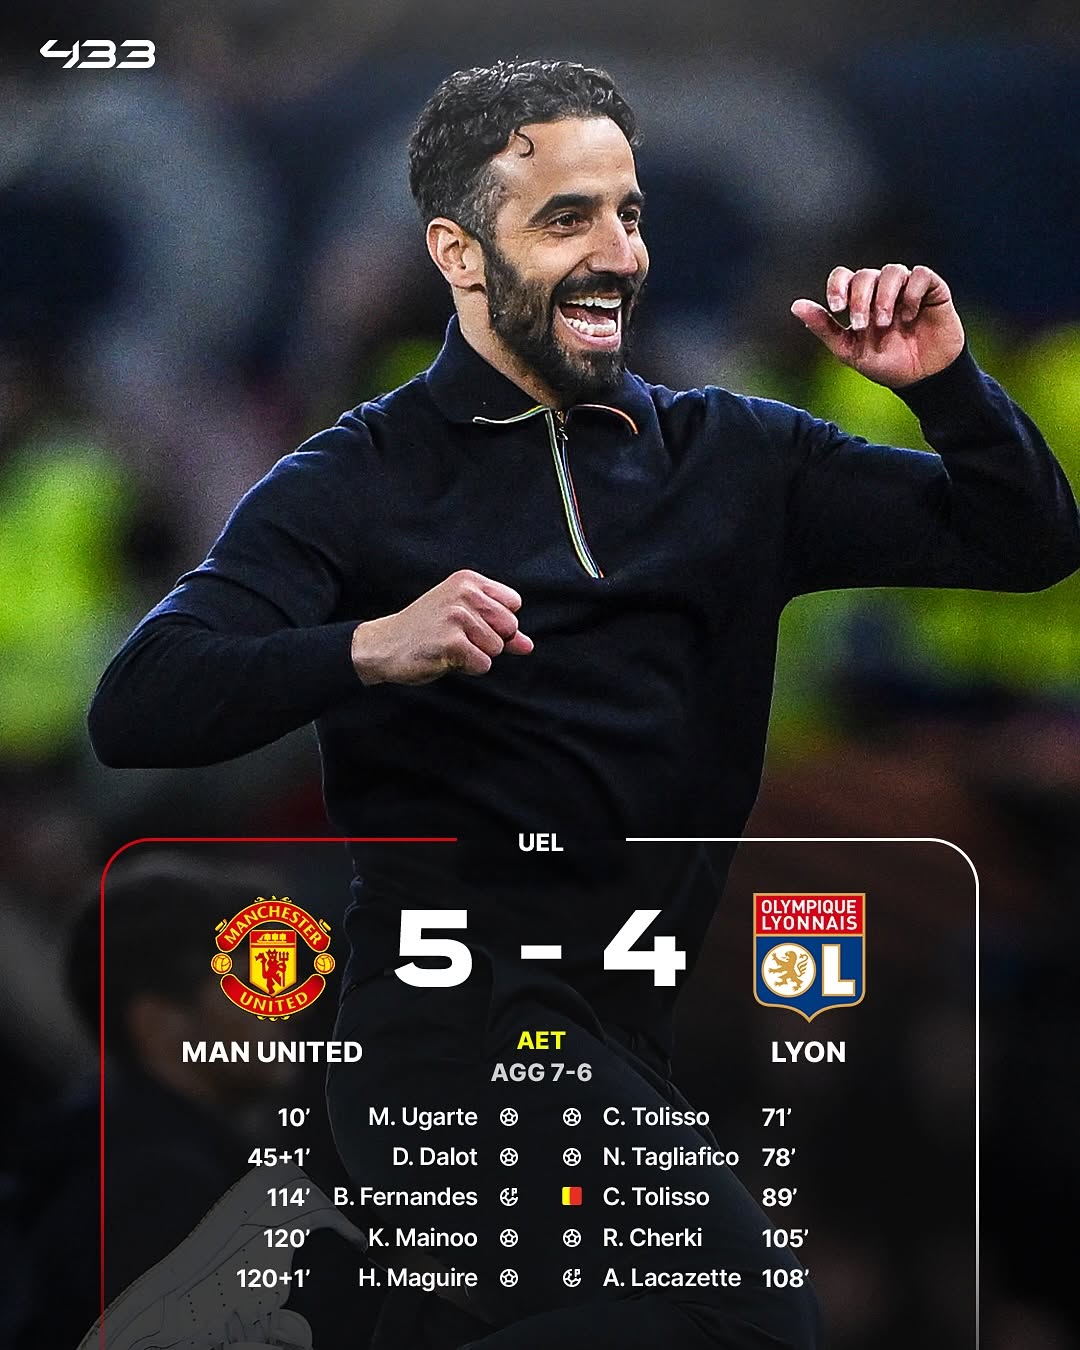 433
UEL
MANCHESTER
UNITED
OLYMPIQUE
LYONNAIS
OL
5 - 4
MAN UNITED
LYON
AET
AGG 7-6
10’ M. Ugarte C. Tolisso 71’
45+1’ D. Dalot N. Tagliafico 78’
114’ B. Fernandes P C. Tolisso 89’
120’ K. Mainoo R. Cherki 105’
120+1’ H. Maguire P A. Lacazette 108’